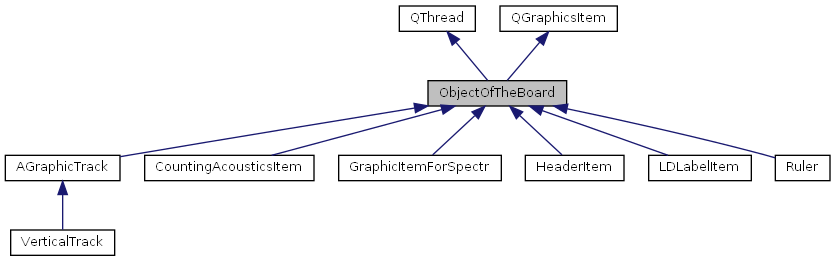 QThread
QGraphicsItem
ObjectOfTheBoard
AGraphicTrack
CountingAcousticsItem
GraphicItemForSpectr
HeaderItem
LDLabelItem
Ruler
VerticalTrack